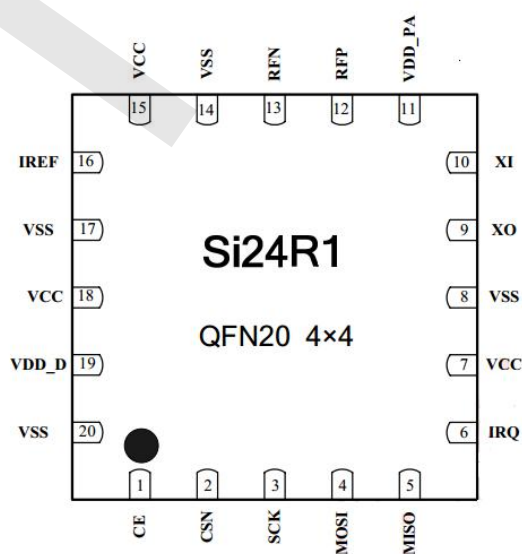 VCC VSS RFN RFP VDD_PA
15 14 13 12 11
IREF 16 10 XI
VSS 17 9 XO
Si24R1
VCC 18 8 VSS
QFN20 4×4
VDD_D 19 7 VCC
VSS 20 6 IRQ
1 2 3 4 5
CE CSN SCK MOSI MISO